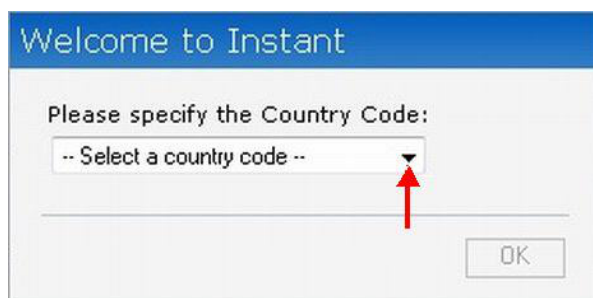 Welcome to Instant
Please specify the Country Code:
-- Select a country code --
OK